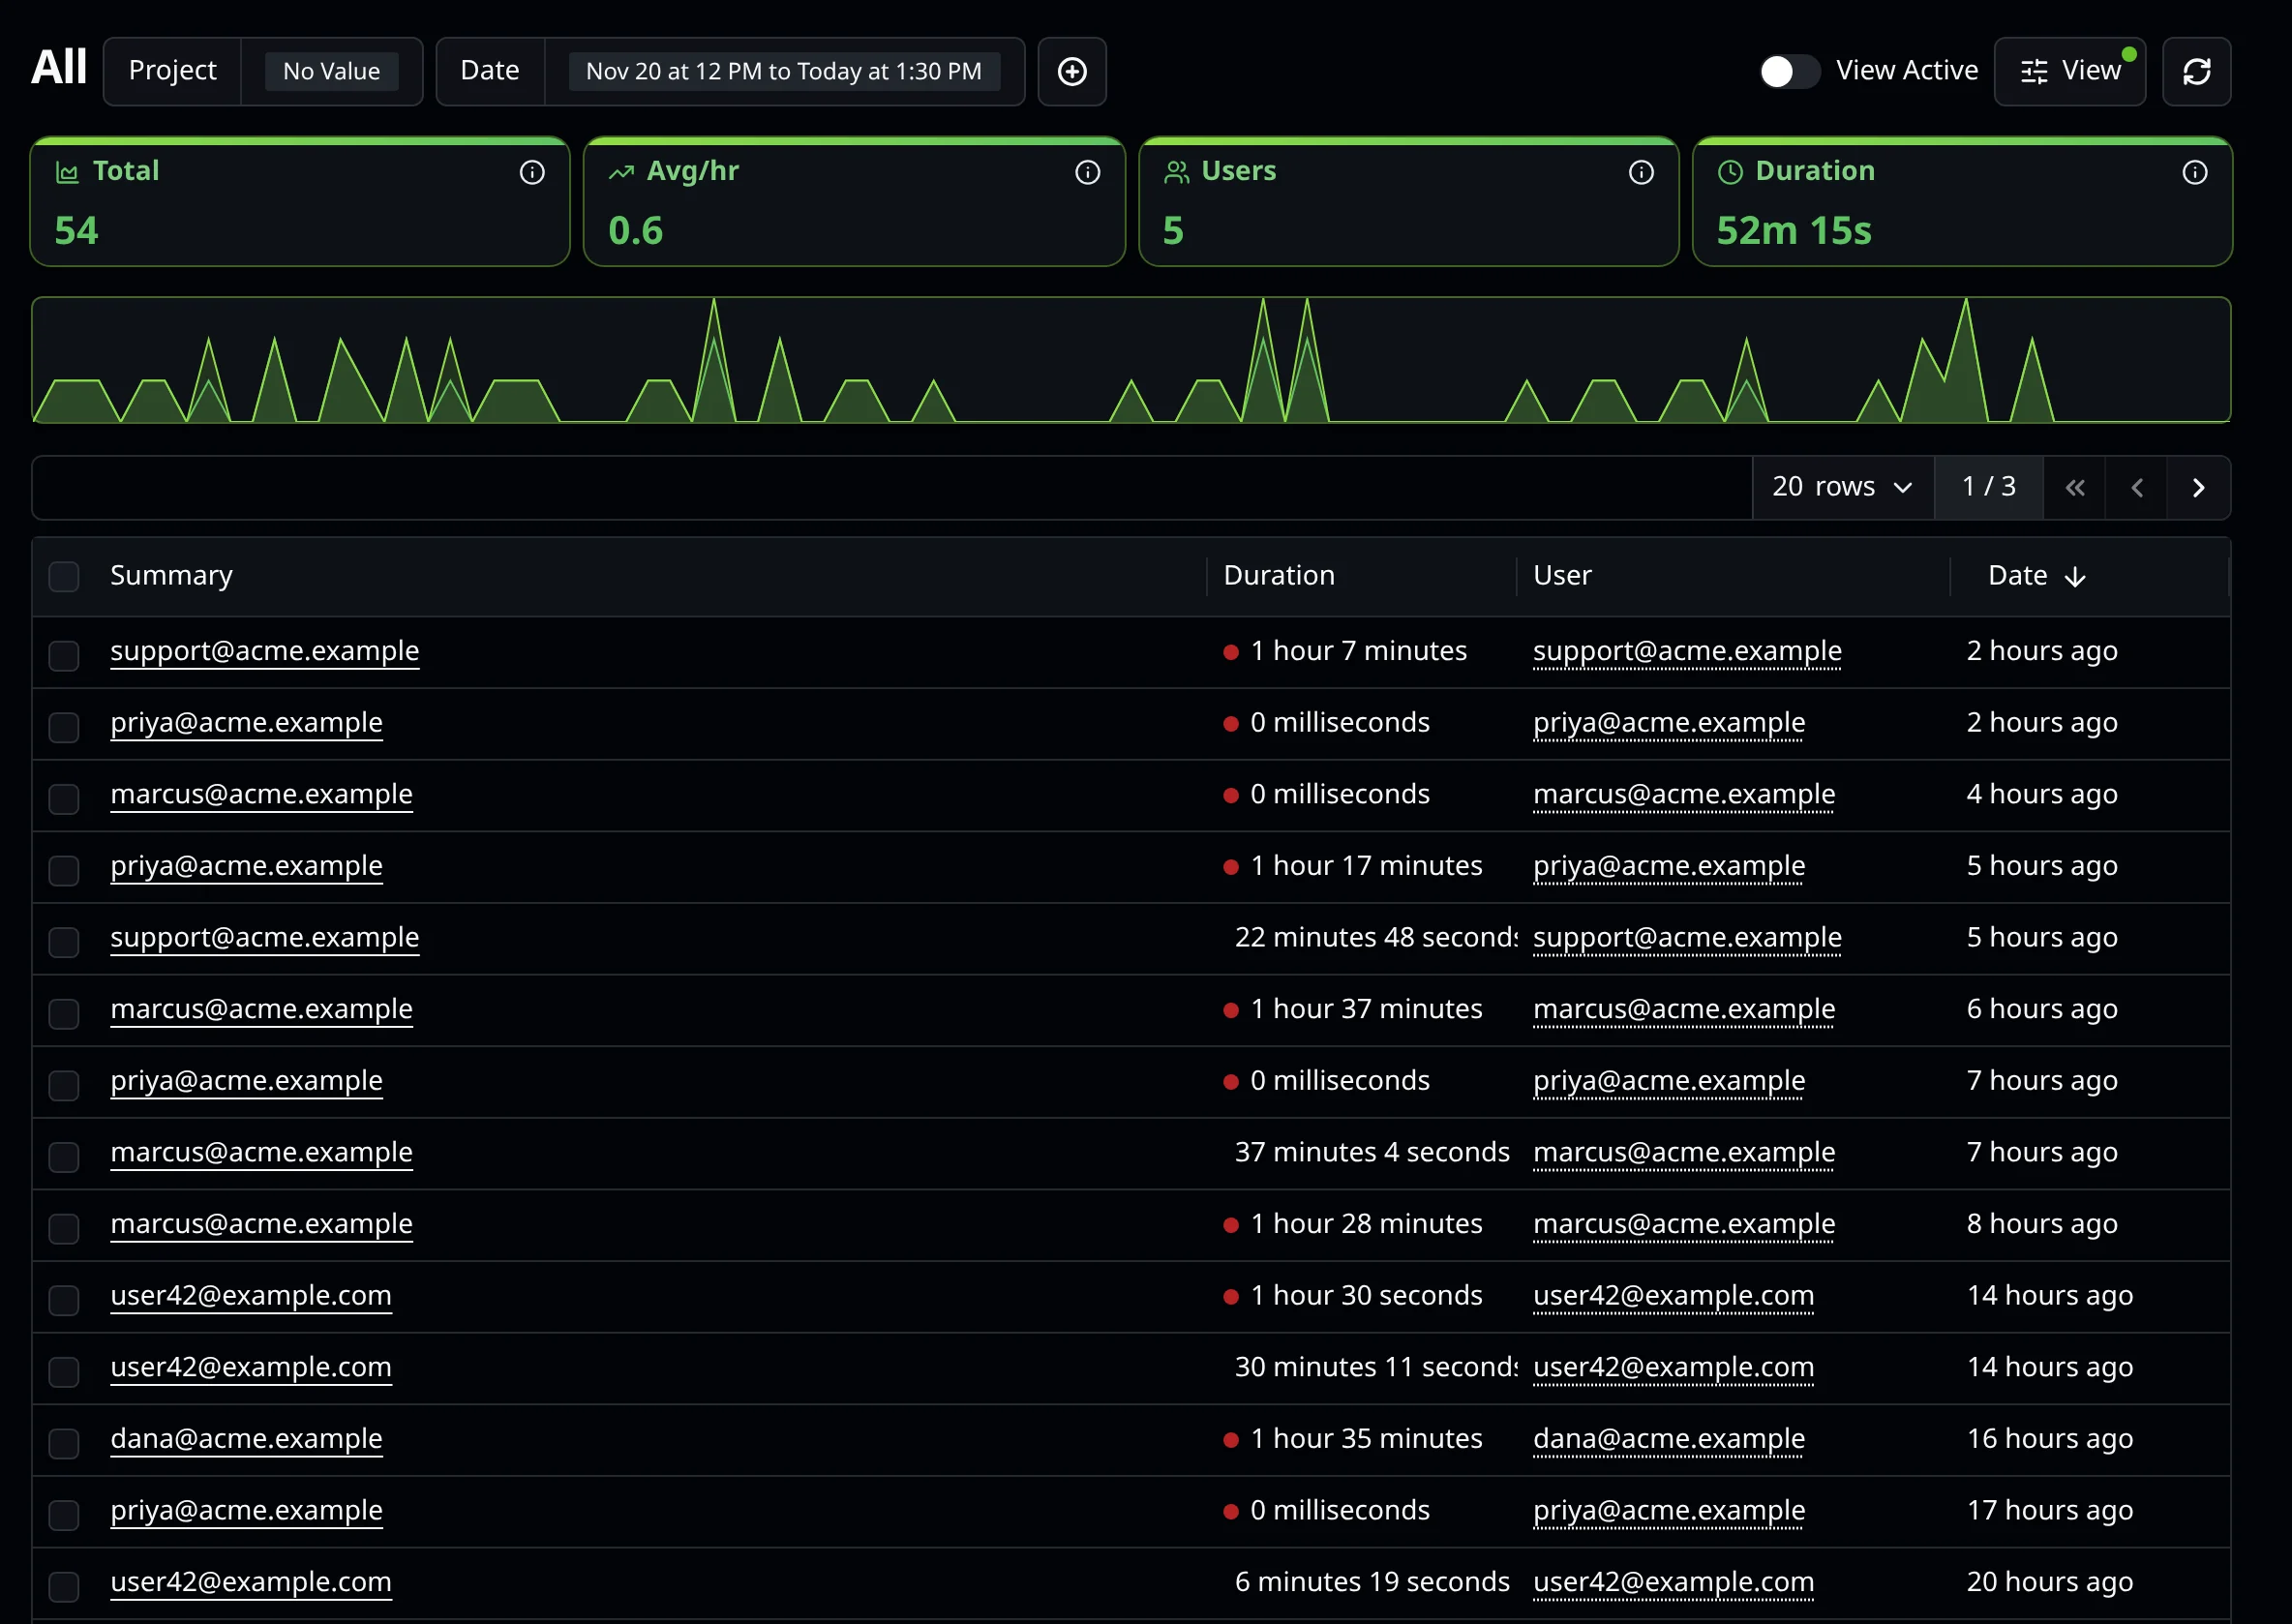 All Project No Value Date Nov 20 at 12 PM to Today at 1:30 PM View Active View
Total Avg/hr Users Duration
54 0.6 5 52m 15s
20 rows 1 / 3
Summary Duration User Date
support@acme.example 1 hour 7 minutes support@acme.example 2 hours ago
priya@acme.example 0 milliseconds priya@acme.example 2 hours ago
marcus@acme.example 0 milliseconds marcus@acme.example 4 hours ago
priya@acme.example 1 hour 17 minutes priya@acme.example 5 hours ago
support@acme.example 22 minutes 48 seconds support@acme.example 5 hours ago
marcus@acme.example 1 hour 37 minutes marcus@acme.example 6 hours ago
priya@acme.example 0 milliseconds priya@acme.example 7 hours ago
marcus@acme.example 37 minutes 4 seconds marcus@acme.example 7 hours ago
marcus@acme.example 1 hour 28 minutes marcus@acme.example 8 hours ago
user42@example.com 1 hour 30 seconds user42@example.com 14 hours ago
user42@example.com 30 minutes 11 seconds user42@example.com 14 hours ago
dana@acme.example 1 hour 35 minutes dana@acme.example 16 hours ago
priya@acme.example 0 milliseconds priya@acme.example 17 hours ago
user42@example.com 6 minutes 19 seconds user42@example.com 20 hours ago